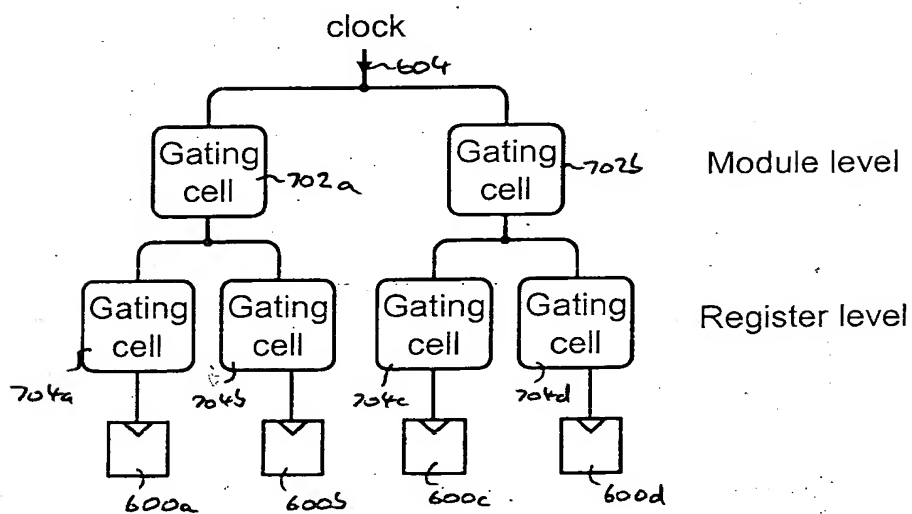 clock
604
Gating
cell
702a
Gating
cell
702b
Module level
Gating
cell
704a
Gating
cell
704b
Gating
cell
704c
Gating
cell
704d
Register level
600a
600b
600c
600d